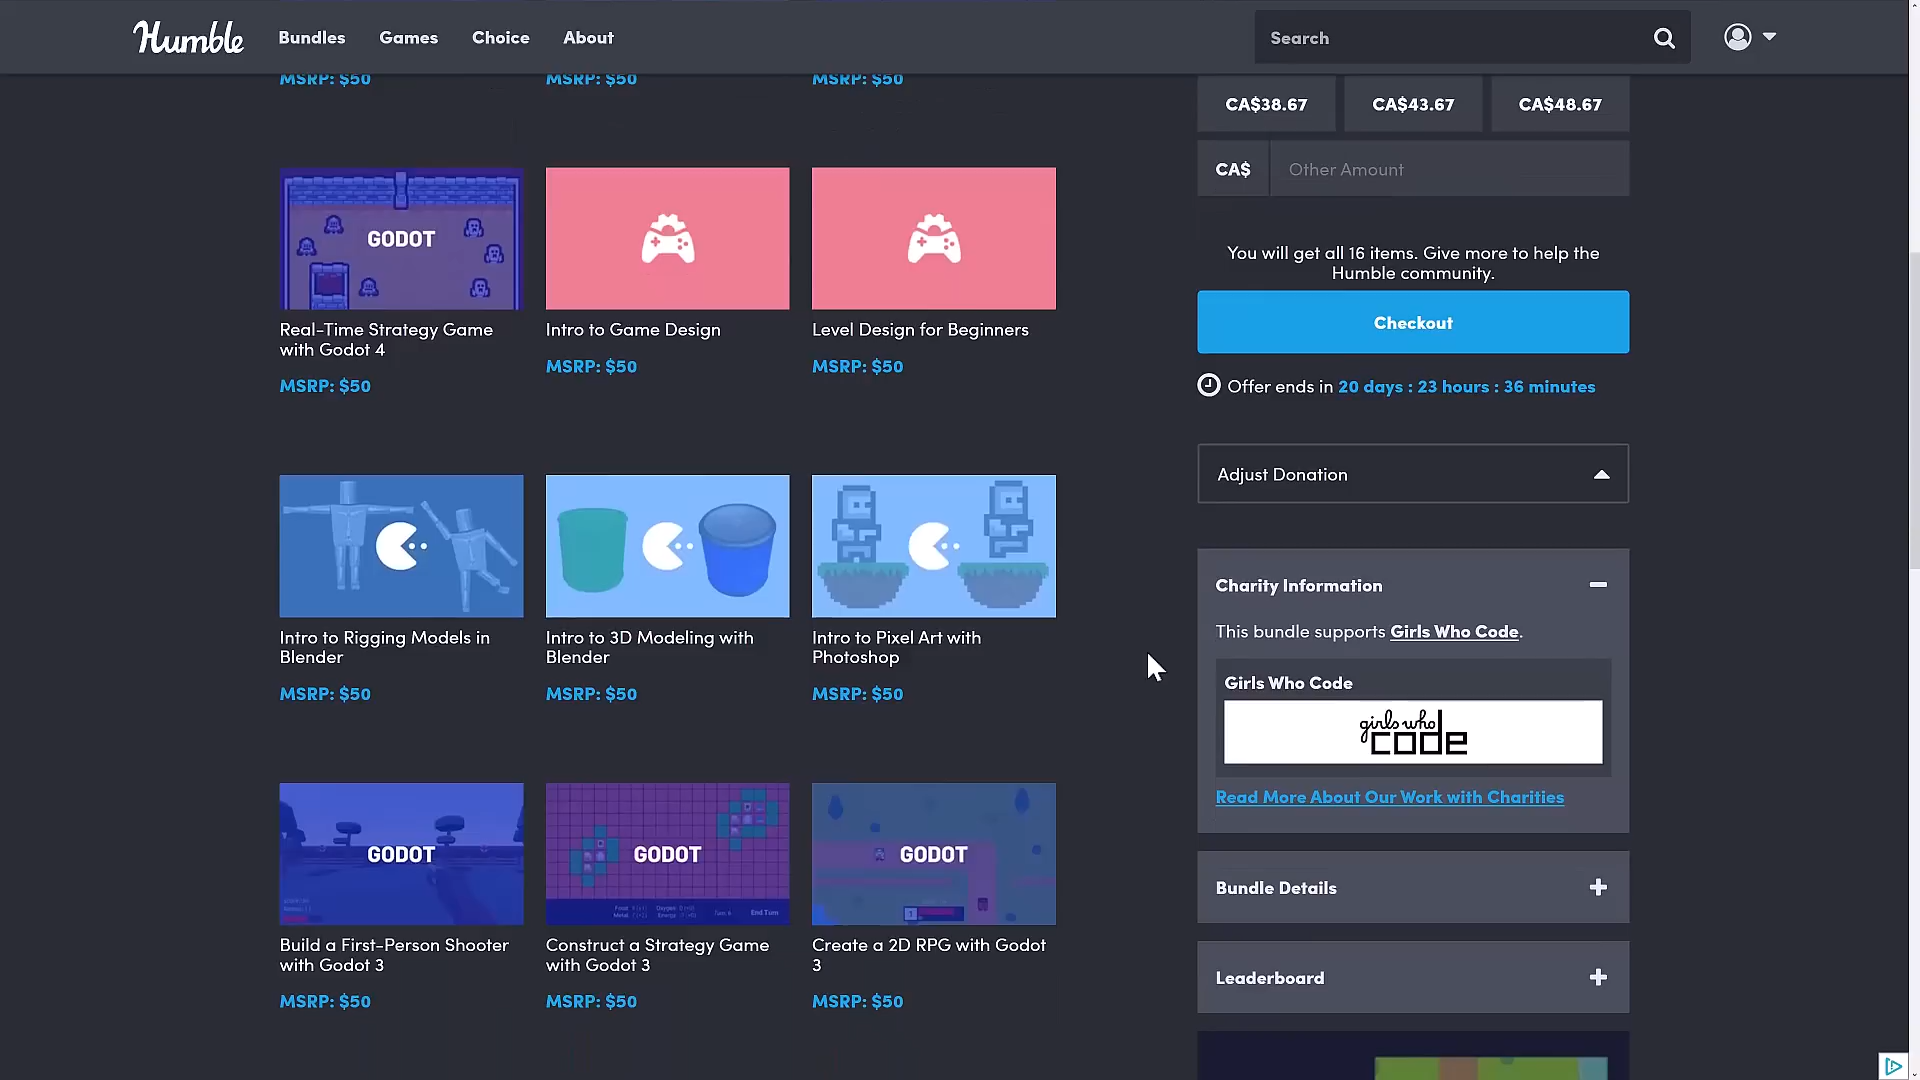 Humble
Bundles
Games
Choice
About
Search
MSRP: $50
MSRP: $50
MSRP: $50
GODOT
Real-Time Strategy Game
with Godot 4
MSRP: $50
Intro to Game Design
MSRP: $50
Level Design for Beginners
MSRP: $50
Intro to Rigging Models in
Blender
MSRP: $50
Intro to 3D Modeling with
Blender
MSRP: $50
Intro to Pixel Art with
Photoshop
MSRP: $50
GODOT
Build a First-Person Shooter
with Godot 3
MSRP: $50
GODOT
End Turn
Construct a Strategy Game
with Godot 3
MSRP: $50
GODOT
1
Create a 2D RPG with Godot
3
MSRP: $50
CA$38.67
CA$43.67
CA$48.67
CA$
Other Amount
You will get all 16 items. Give more to help the
Humble community.
Checkout
Offer ends in 20 days : 23 hours : 36 minutes
Adjust Donation
Charity Information
This bundle supports Girls Who Code.
Girls Who Code
girls who
code
Read More About Our Work with Charities
Bundle Details
Leaderboard